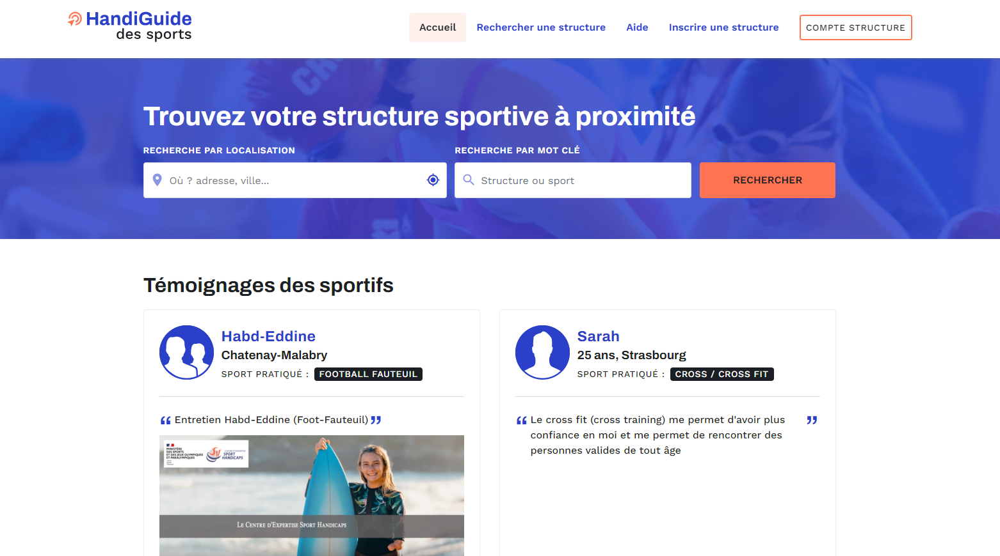 HandiGuide
des sports
Accueil
Rechercher une structure
Aide
Inscrire une structure
COMPTE STRUCTURE
Trouvez votre structure sportive à proximité
RECHERCHE PAR LOCALISATION
Où ? adresse, ville...
RECHERCHE PAR MOT CLÉ
Structure ou sport
RECHERCHER
Témoignages des sportifs
Habd-Eddine
Chatenay-Malabry
SPORT PRATIQUÉ : FOOTBALL FAUTEUIL
“ Entretien Habd-Eddine (Foot-Fauteuil) ”
MINISTÈRE
DES SPORTS
ET DES JEUX OLYMPIQUES
ET PARALYMPIQUES
CENTRE D'EXPERTISE
SPORT
HANDICAPS
LE CENTRE D'EXPERTISE SPORT HANDICAPS
Sarah
25 ans, Strasbourg
SPORT PRATIQUÉ : CROSS / CROSS FIT
“ Le cross fit (cross training) me permet d'avoir plus ”
confiance en moi et me permet de rencontrer des
personnes valides de tout âge